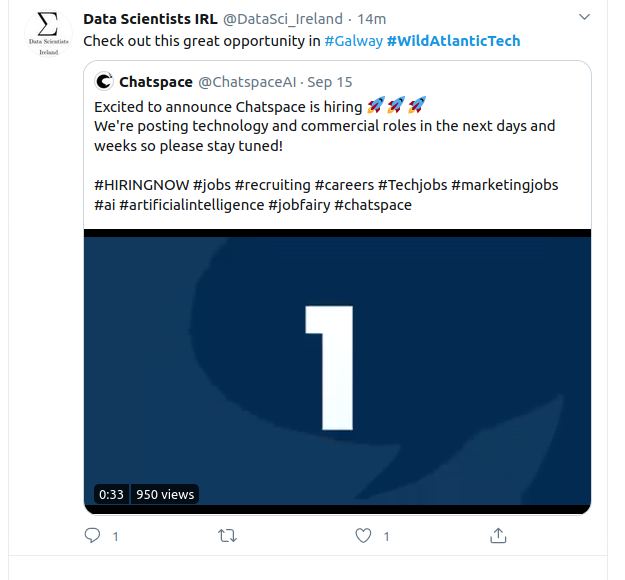 Data Scientists IRL @DataSci_Ireland · 14m
Σ
Data Scientists
Ireland
Check out this great opportunity in #Galway #WildAtlanticTech
Chatspace @ChatspaceAI · Sep 15
Excited to announce Chatspace is hiring 🚀🚀🚀
We're posting technology and commercial roles in the next days and
weeks so please stay tuned!
#HIRINGNOW #jobs #recruiting #careers #Techjobs #marketingjobs
#ai #artificialintelligence #jobfairy #chatspace
1
0:33 950 views
1 1